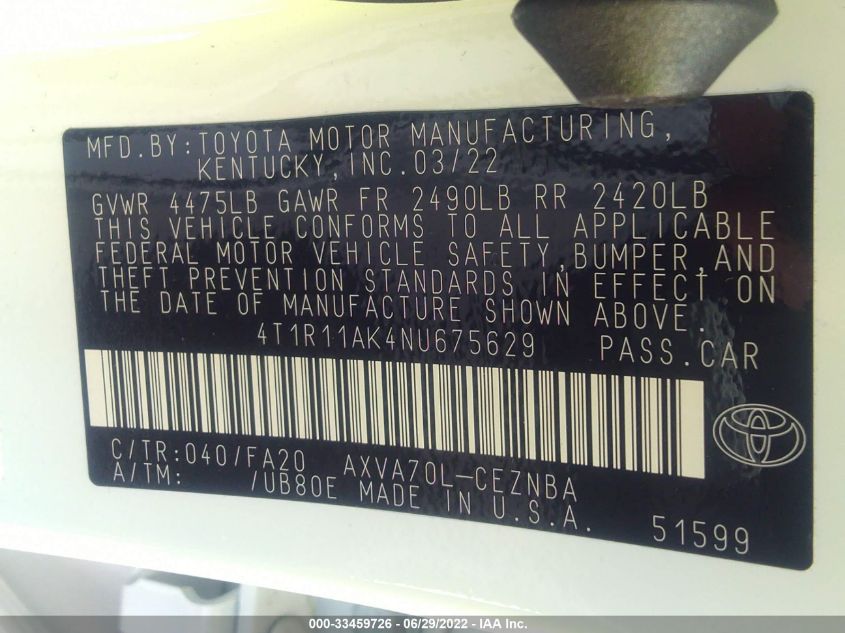 MFD.BY:TOYOTA MOTOR MANUFACTURING,
KENTUCKY,INC.03/22
GVWR 4475LB GAWR FR 2490LB RR 2420LB
THIS VEHICLE CONFORMS TO ALL APPLICABLE
FEDERAL MOTOR VEHICLE SAFETY,BUMPER,AND
THEFT PREVENTION STANDARDS IN EFFECT ON
THE DATE OF MANUFACTURE SHOWN ABOVE.
4T1R11AK4NU675629 PASS.CAR
C/TR:040/FA20 AXVA70L-CEZNBA
A/TM: /UB80E MADE IN U.S.A.
51599
000-33459726 - 06/29/2022 - IAA Inc.